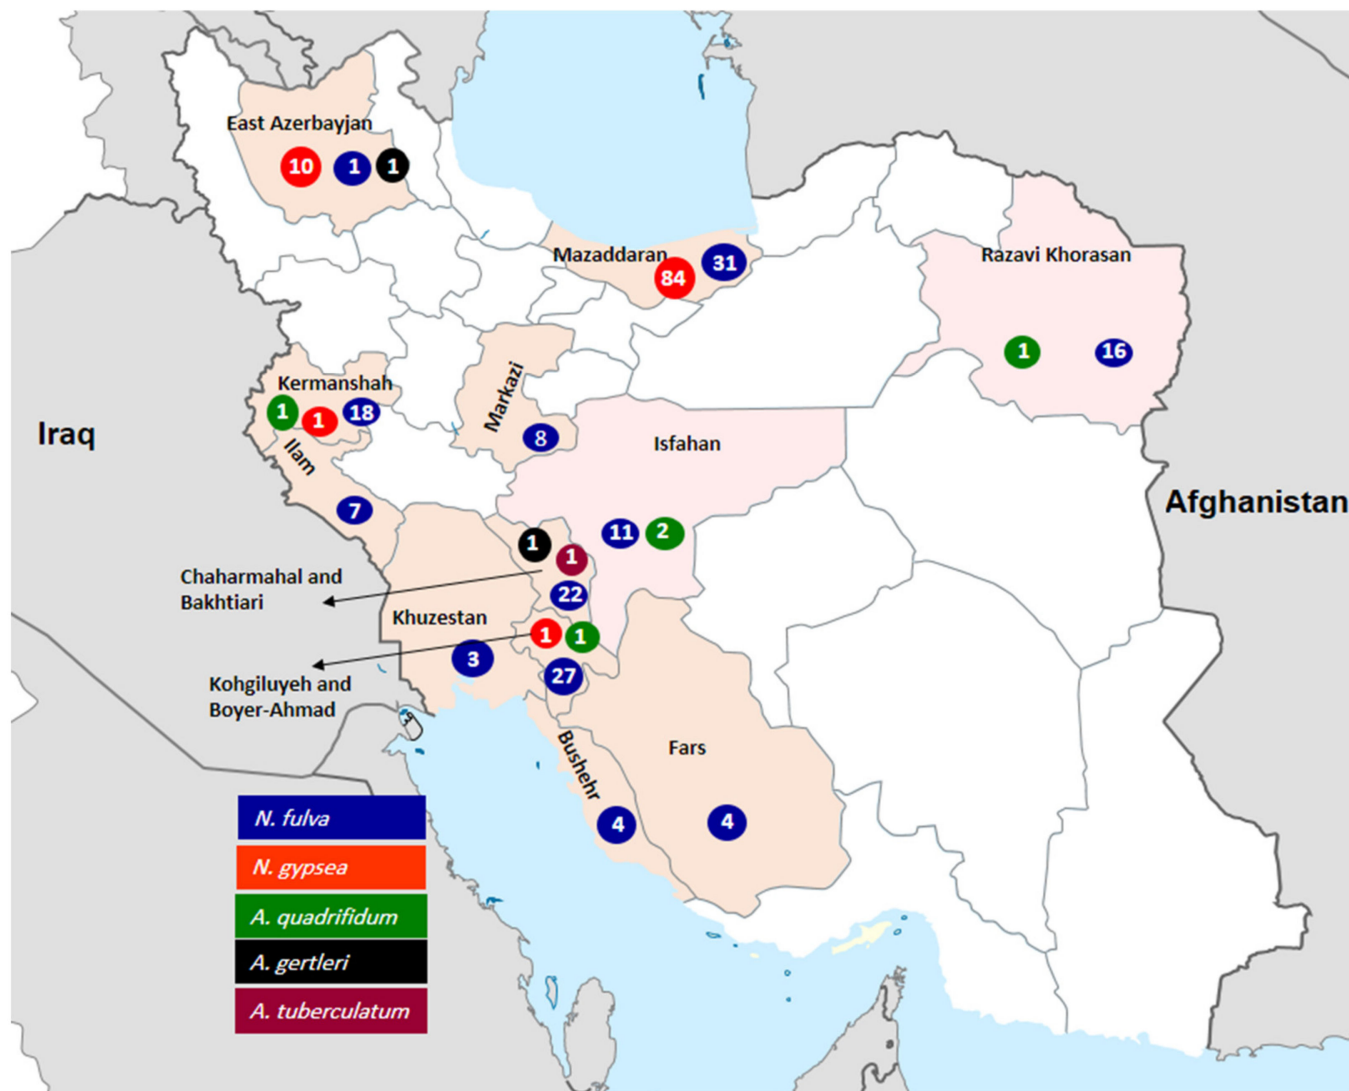 East Azerbayjan
10
1
1
Mazaddaran
84
31
Razavi Khorasan
1
16
Kermanshah
1
1
18
Markazi
8
Iraq
Ilam
7
Isfahan
11
2
Afghanistan
1
1
22
Chaharmahal and
Bakhtiari
Khuzestan
3
1
1
27
Kohgiluyeh and
Boyer-Ahmad
Bushehr
4
Fars
4
N. fulva
N. gypsea
A. quadrifidum
A. gertleri
A. tuberculatum